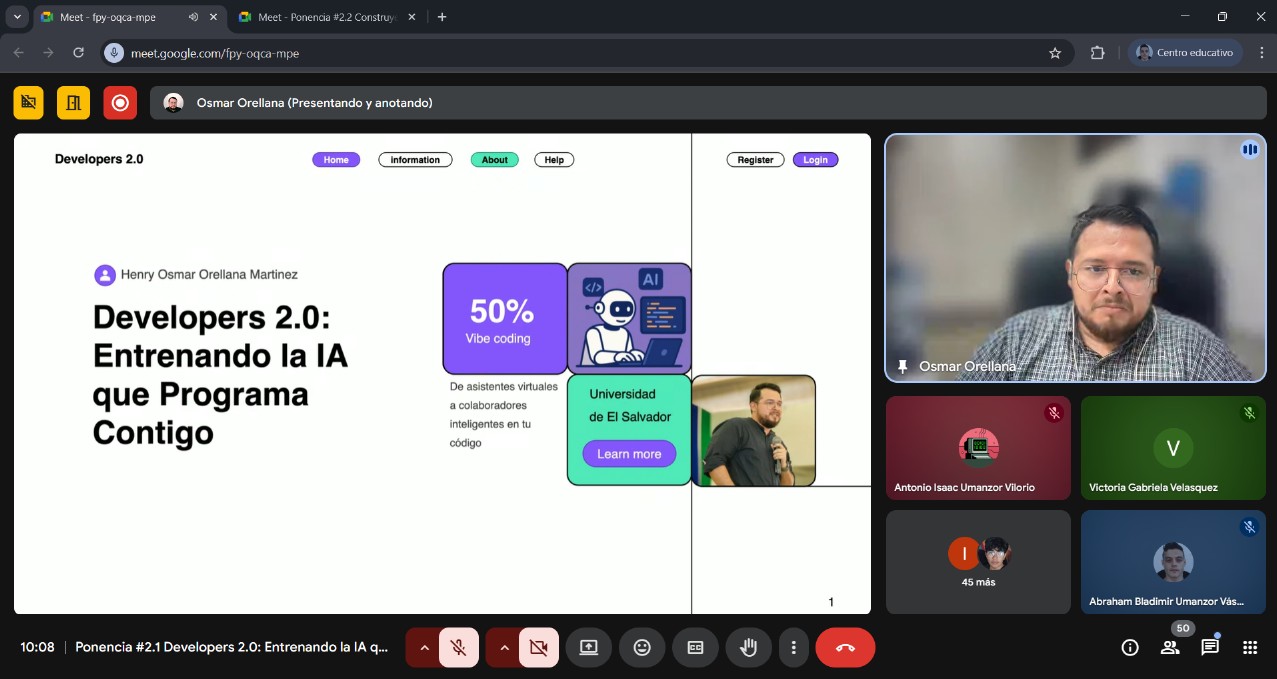 Meet - fpy-oqca-mpe
Meet - Ponencia #2.2 Construye
meet.google.com/fpy-oqca-mpe
Centro educativo
Osmar Orellana (Presentando y anotando)
Developers 2.0
Home
information
About
Help
Register
Login
Henry Osmar Orellana Martinez
Developers 2.0:
Entrenando la IA
que Programa
Contigo
50%
Vibe coding
</>
AI
De asistentes virtuales
a colaboradores
inteligentes en tu
código
Universidad
de El Salvador
Learn more
1
Osmar Orellana
Antonio Isaac Umanzor Vilorio
V
Victoria Gabriela Velasquez
I
45 más
Abraham Bladimir Umanzor Vás...
10:08
Ponencia #2.1 Developers 2.0: Entrenando la IA q...
50